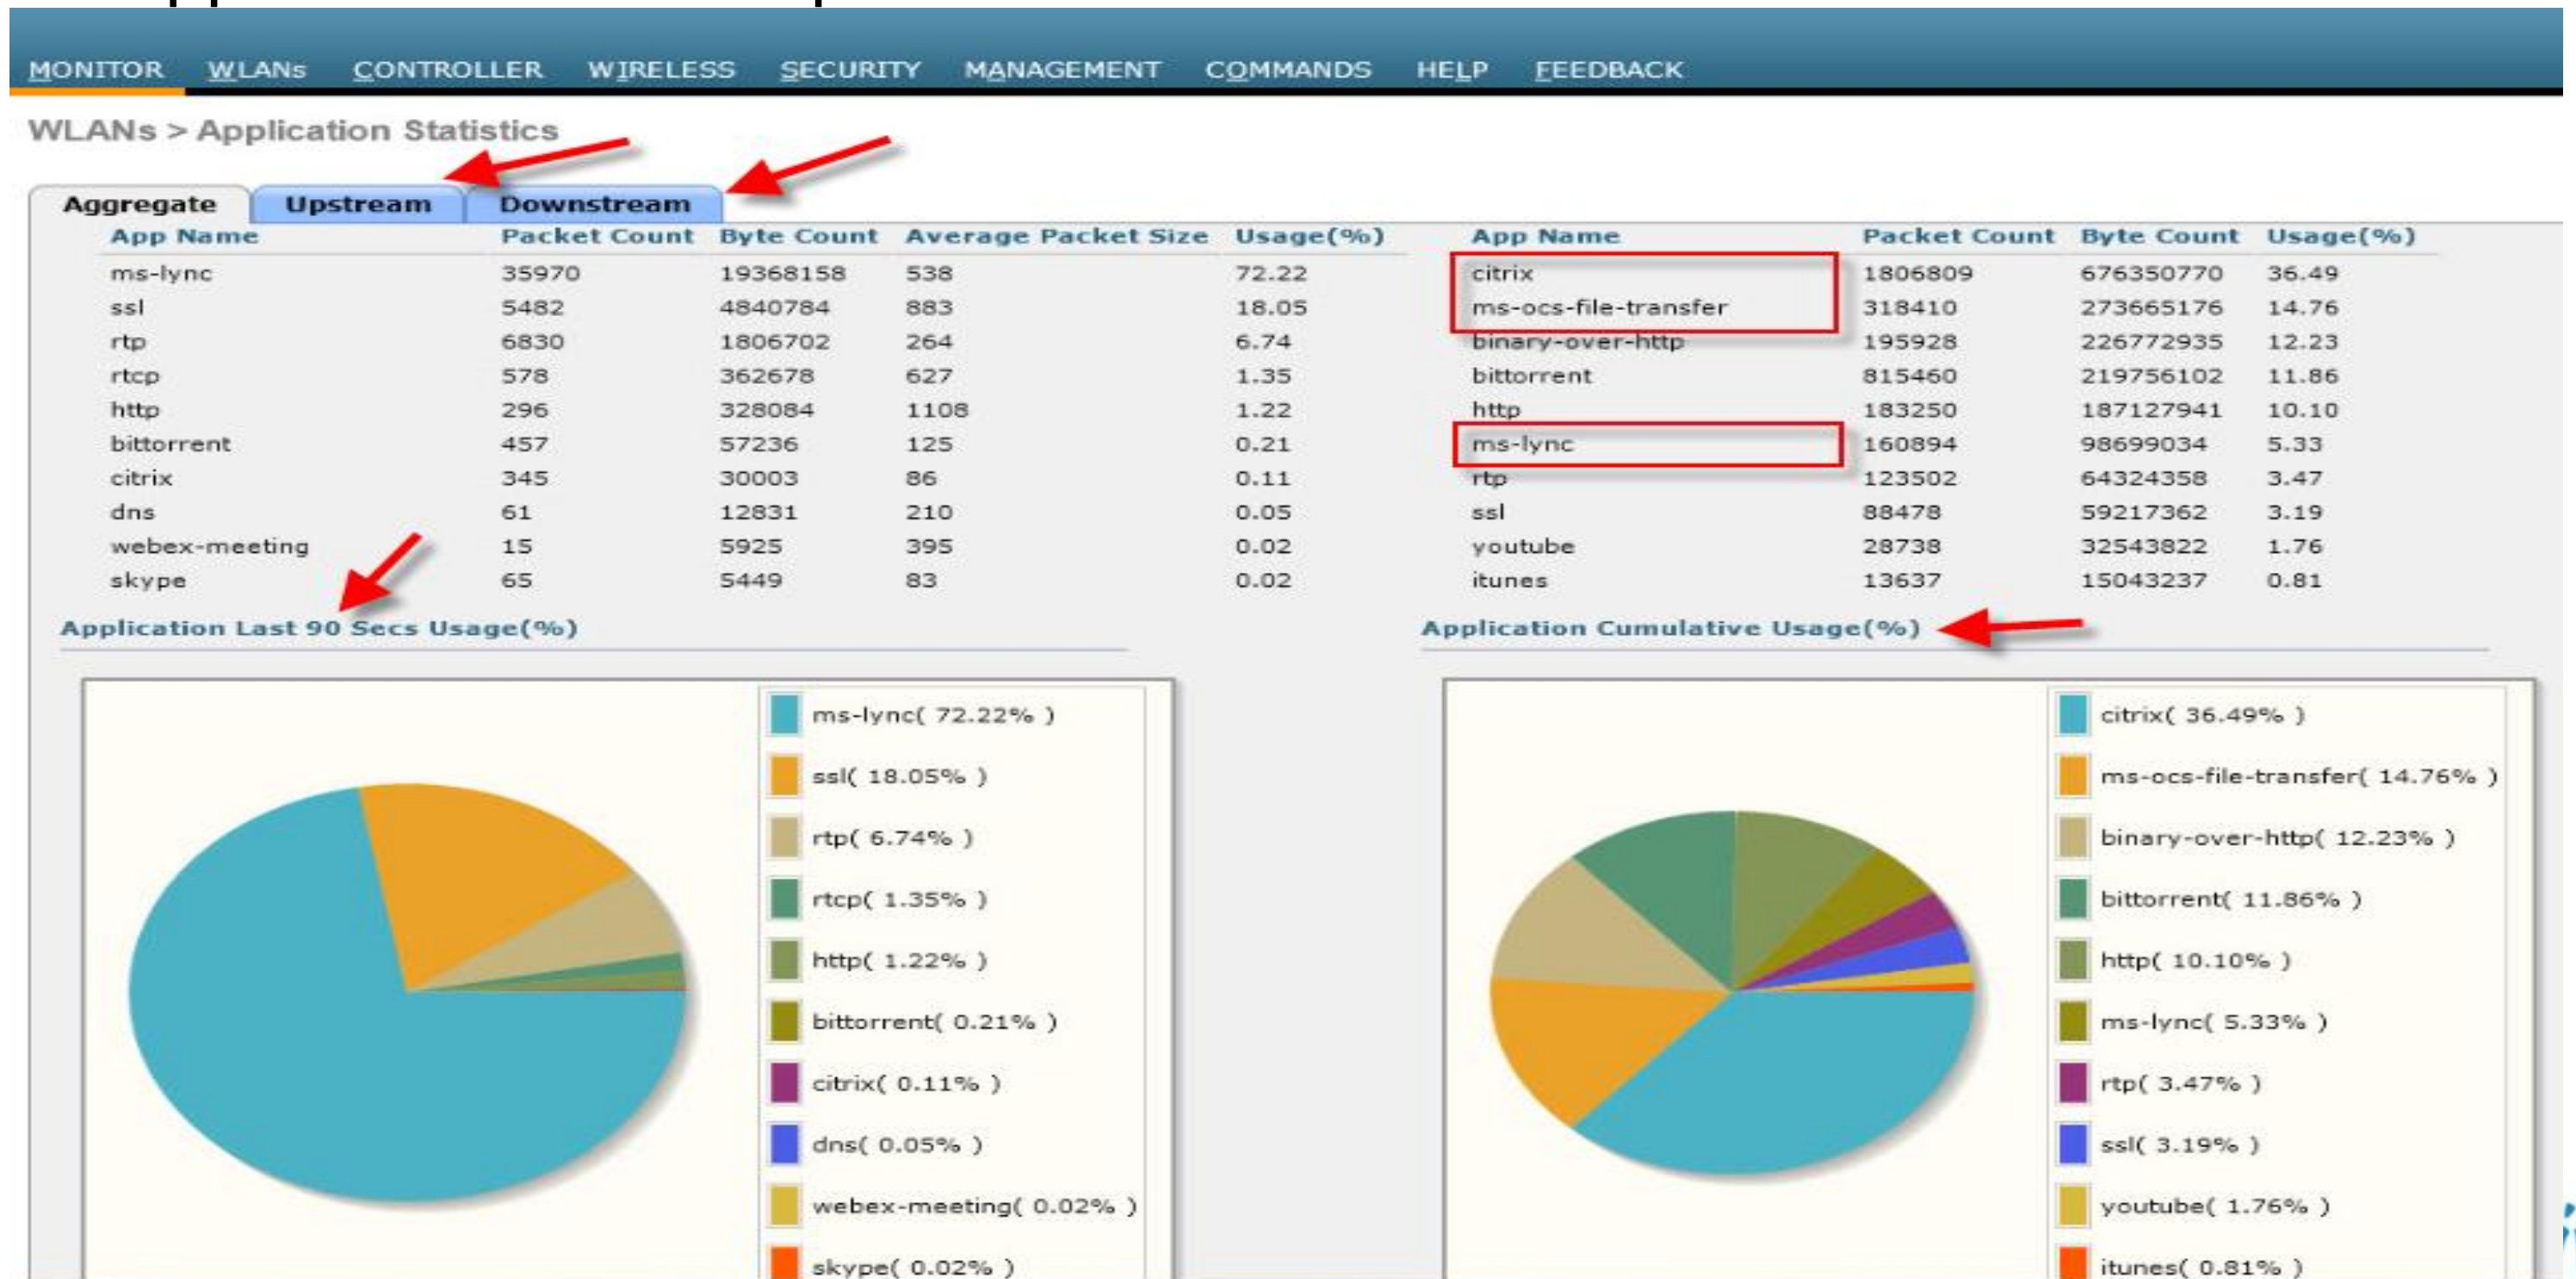 MONITOR WLANs CONTROLLER WIRELESS SECURITY MANAGEMENT COMMANDS HELP FEEDBACK
WLANs > Application Statistics
Aggregate Upstream Downstream
App Name Packet Count Byte Count Average Packet Size Usage(%)
ms-lync 35970 19368158 538 72.22
ssl 5482 4840784 883 18.05
rtp 6830 1806702 264 6.74
rtcp 578 362678 627 1.35
http 296 328084 1108 1.22
bittorrent 457 57236 125 0.21
citrix 345 30003 86 0.11
dns 61 12831 210 0.05
webex-meeting 15 5925 395 0.02
skype 65 5449 83 0.02
App Name Packet Count Byte Count Usage(%)
citrix 1806809 676350770 36.49
ms-ocs-file-transfer 318410 273665176 14.76
binary-over-http 195928 226772935 12.23
bittorrent 815460 219756102 11.86
http 183250 187127941 10.10
ms-lync 160894 98699034 5.33
rtp 123502 64324358 3.47
ssl 88478 59217362 3.19
youtube 28738 32543822 1.76
itunes 13637 15043237 0.81
Application Last 90 Secs Usage(%)
ms-lync( 72.22% )
ssl( 18.05% )
rtp( 6.74% )
rtcp( 1.35% )
http( 1.22% )
bittorrent( 0.21% )
citrix( 0.11% )
dns( 0.05% )
webex-meeting( 0.02% )
skype( 0.02% )
Application Cumulative Usage(%)
citrix( 36.49% )
ms-ocs-file-transfer( 14.76% )
binary-over-http( 12.23% )
bittorrent( 11.86% )
http( 10.10% )
ms-lync( 5.33% )
rtp( 3.47% )
ssl( 3.19% )
youtube( 1.76% )
itunes( 0.81% )